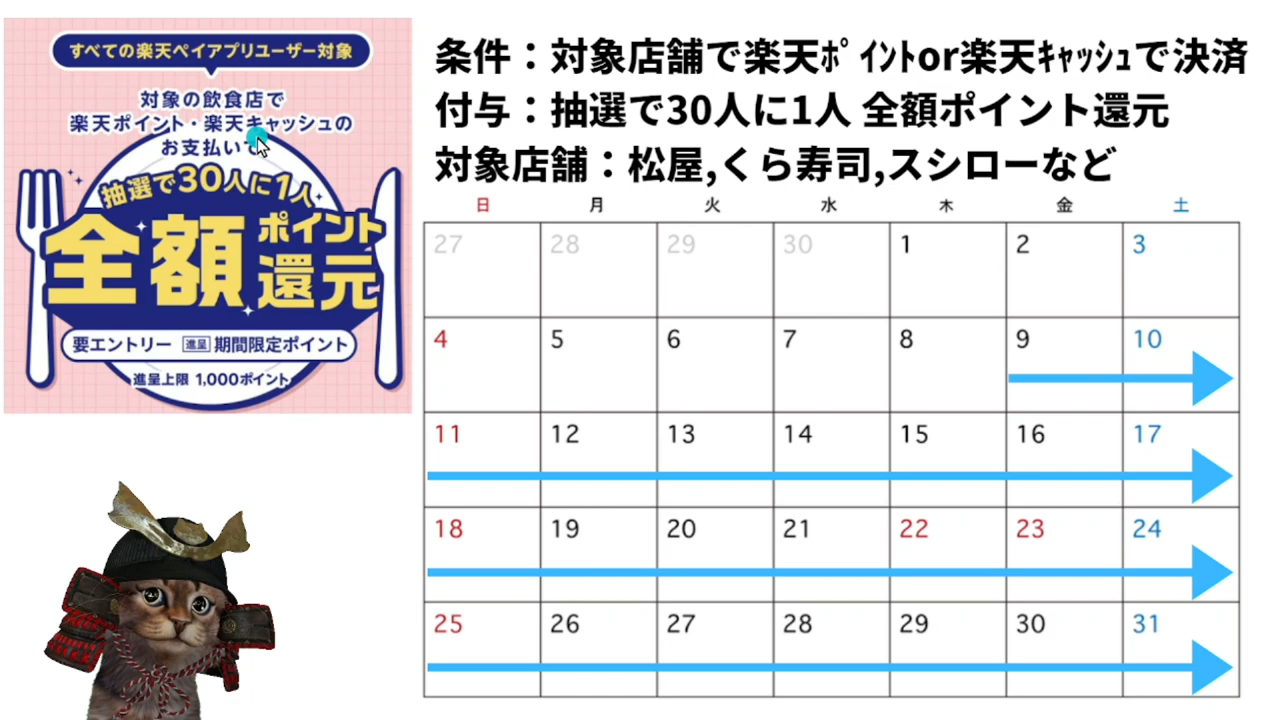 すべての楽天ペイアプリユーザー対象
対象の飲食店で
楽天ポイント・楽天キャッシュの
お支払いで
抽選で30人に1人
全額ポイント還元
要エントリー 進呈 期間限定ポイント
進呈上限 1,000ポイント
条件：対象店舗で楽天ﾎﾟｲﾝﾄor楽天ｷｬｯｼｭで決済
付与：抽選で30人に1人 全額ポイント還元
対象店舗：松屋,くら寿司,スシローなど
日 月 火 水 木 金 土
27 28 29 30 1 2 3
4 5 6 7 8 9 10
11 12 13 14 15 16 17
18 19 20 21 22 23 24
25 26 27 28 29 30 31